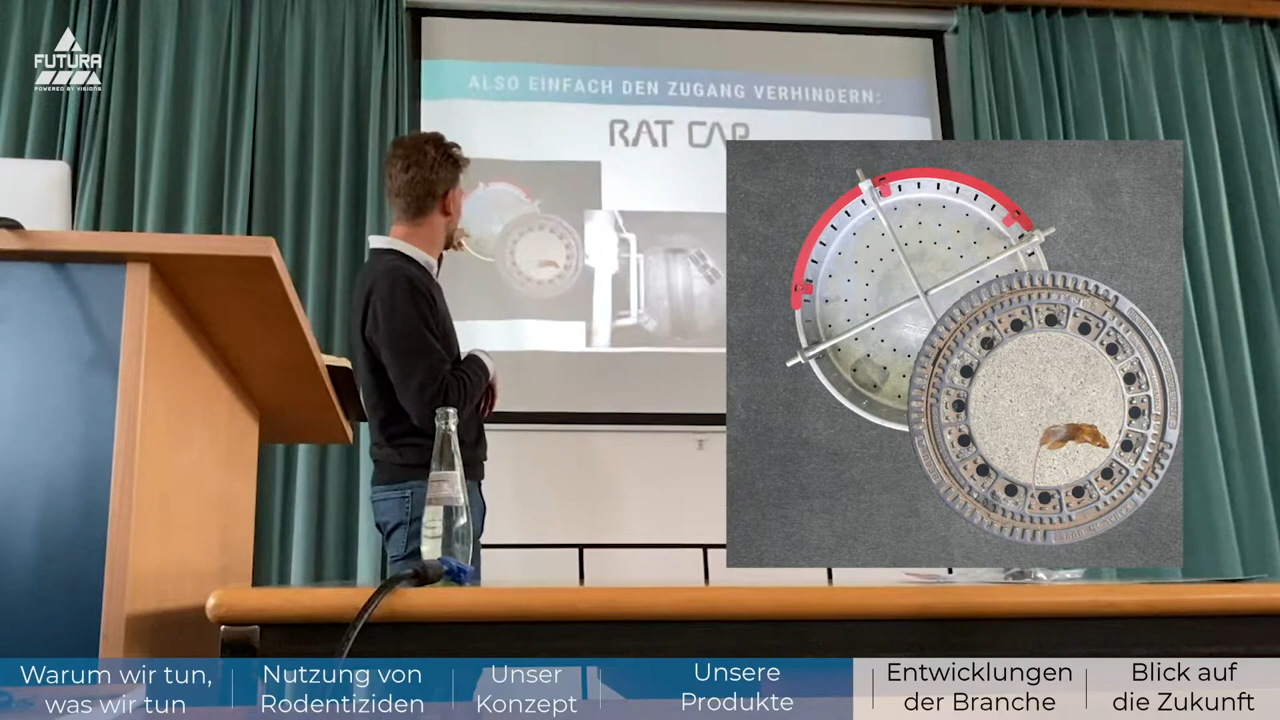 FUTURA
POWERED BY VISIONS
ALSO EINFACH DEN ZUGANG VERHINDERN:
RAT CAP
Warum wir tun,
was wir tun
Nutzung von
Rodentiziden
Unser
Konzept
Unsere
Produkte
Entwicklungen
der Branche
Blick auf
die Zukunft